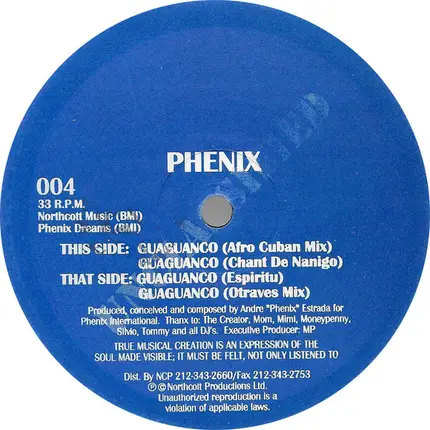 PHENIX
004
33 R.P.M.
Northcott Music (BMI)
Phenix Dreams (BMI)
THIS SIDE: GUAGUANCO (Afro Cuban Mix)
GUAGUANCO (Chant De Nanigo)
THAT SIDE: GUAGUANCO (Espiritu)
GUAGUANCO (Otraves Mix)
Produced, conceived and composed by Andre "Phenix" Estrada for
Phenix International. Thanx to: The Creator, Mom, Mimi, Moneypenny,
Silvio, Tommy and all DJ's. Executive Producer: MP
TRUE MUSICAL CREATION IS AN EXPRESSION OF THE
SOUL MADE VISIBLE; IT MUST BE FELT, NOT ONLY LISTENED TO
Dist. By NCP 212-343-2660/Fax 212-343-2753
℗ © Northcott Productions Ltd.
Unauthorized reproduction is a
violation of applicable laws.